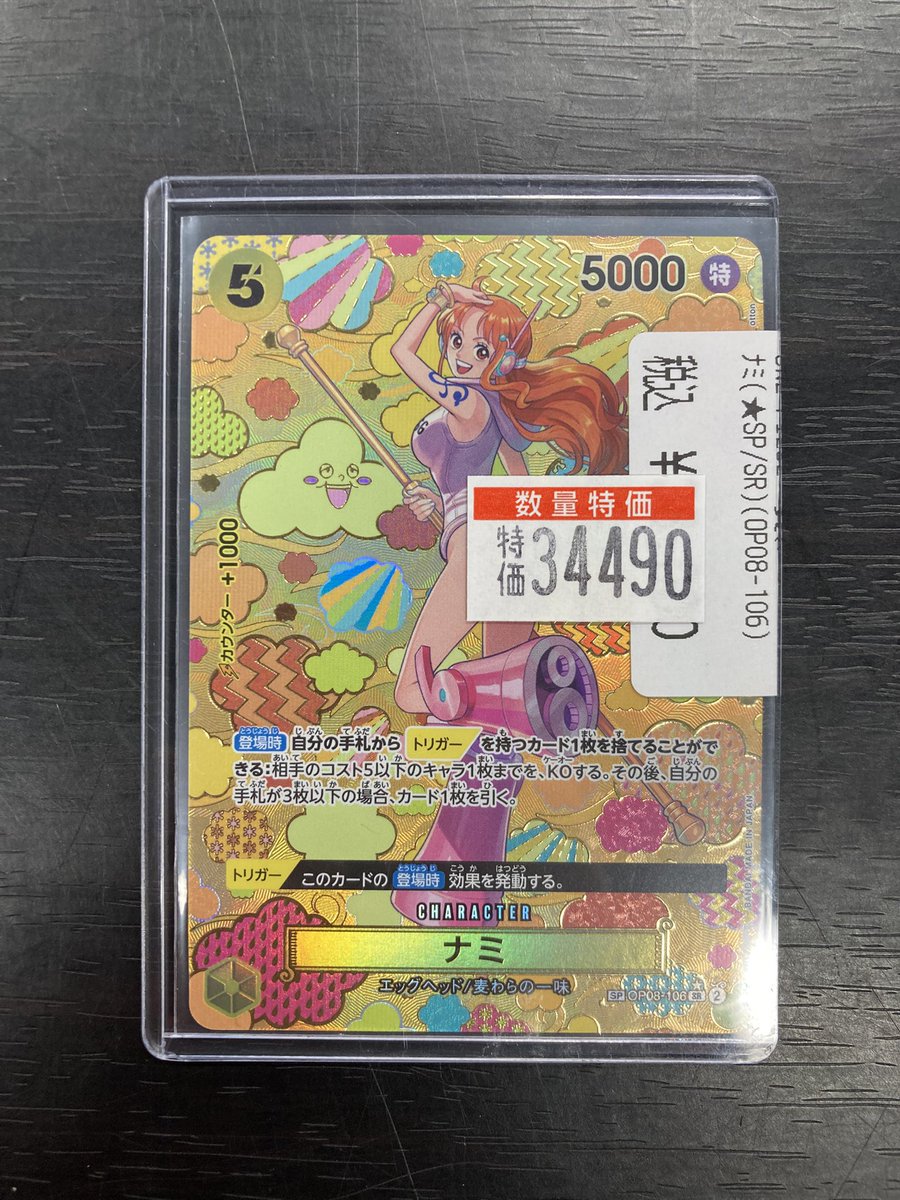 5
5000
特
税込 ¥
ナミ(★SP/SR)(OP08-106)
数量特価
特価 34490
カウンター +1000
登場時 自分の手札から トリガー を持つカード1枚を捨てることがで
きる:相手のコスト5以下のキャラ1枚までを、KOする。その後、自分の
手札が3枚以下の場合、カード1枚を引く。
トリガー このカードの 登場時 効果を発動する。
CHARACTER
ナミ
エッグヘッド/麦わらの一味
SP OP08-106 SR 2
MADE IN JAPAN